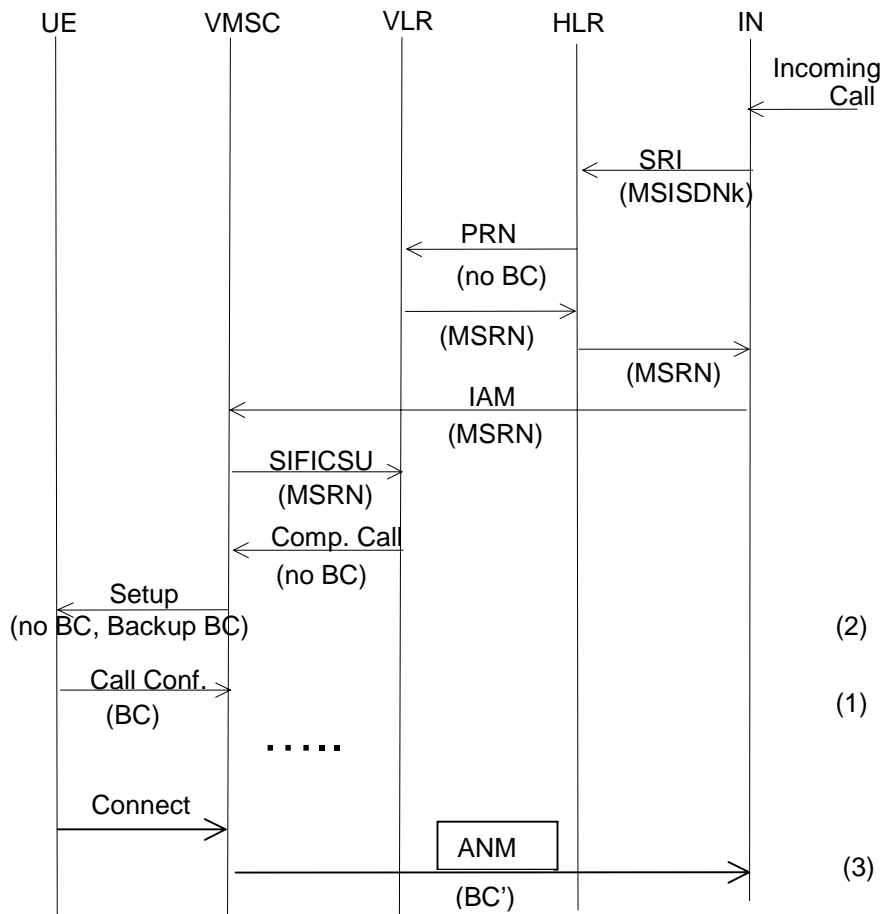 UE VMSC VLR HLR IN
Incoming
Call
SRI
(MSISDNk)
PRN
(no BC)
(MSRN)
(MSRN)
IAM
(MSRN)
SIFICSU
(MSRN)
Comp. Call
(no BC)
Setup
(no BC, Backup BC) (2)
Call Conf.
(BC) (1)
.....
Connect
ANM
(3)
(BC’)